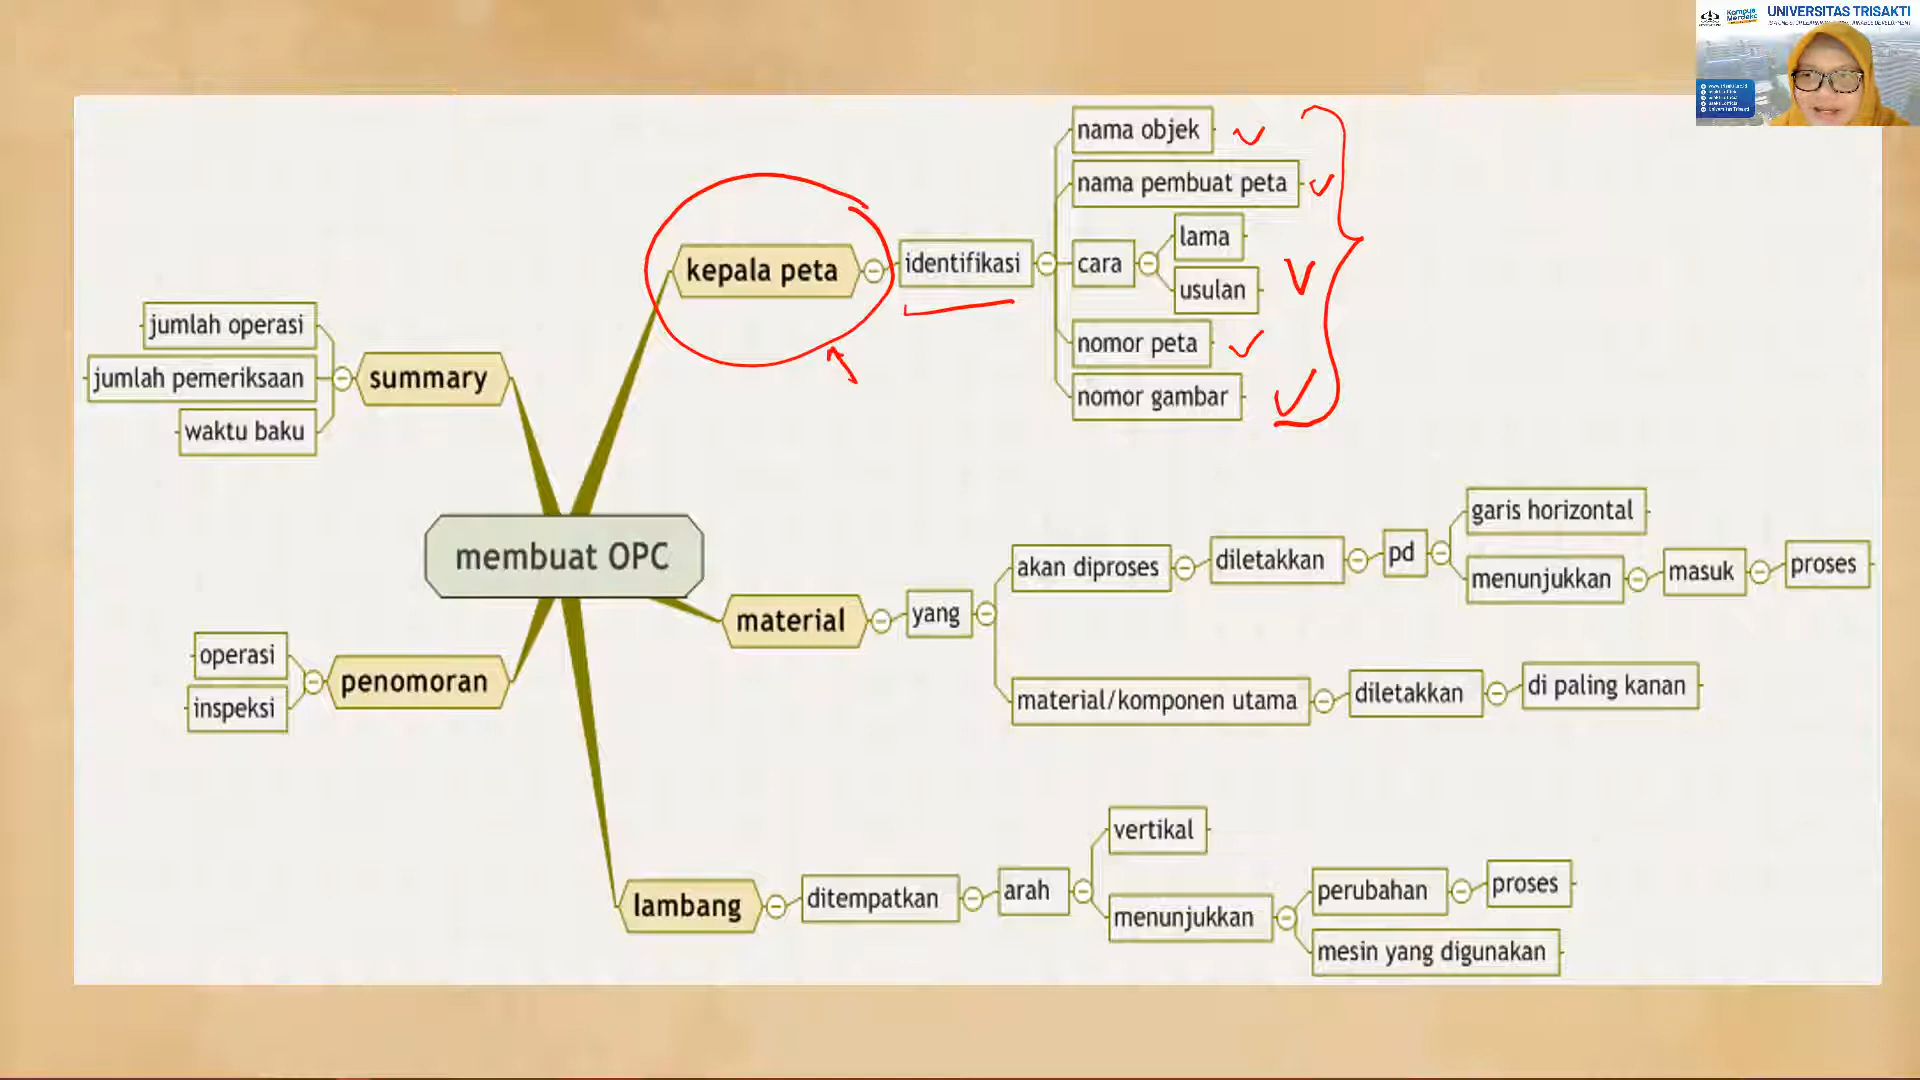 Kampus
Merdeka
UNIVERSITAS TRISAKTI
nama objek
nama pembuat peta
kepala peta
identifikasi
cara
lama
usulan
nomor peta
nomor gambar
jumlah operasi
jumlah pemeriksaan
waktu baku
summary
membuat OPC
material
yang
akan diproses
diletakkan
pd
garis horizontal
menunjukkan
masuk
proses
material/komponen utama
diletakkan
di paling kanan
operasi
inspeksi
penomoran
lambang
ditempatkan
arah
vertikal
menunjukkan
perubahan
proses
mesin yang digunakan